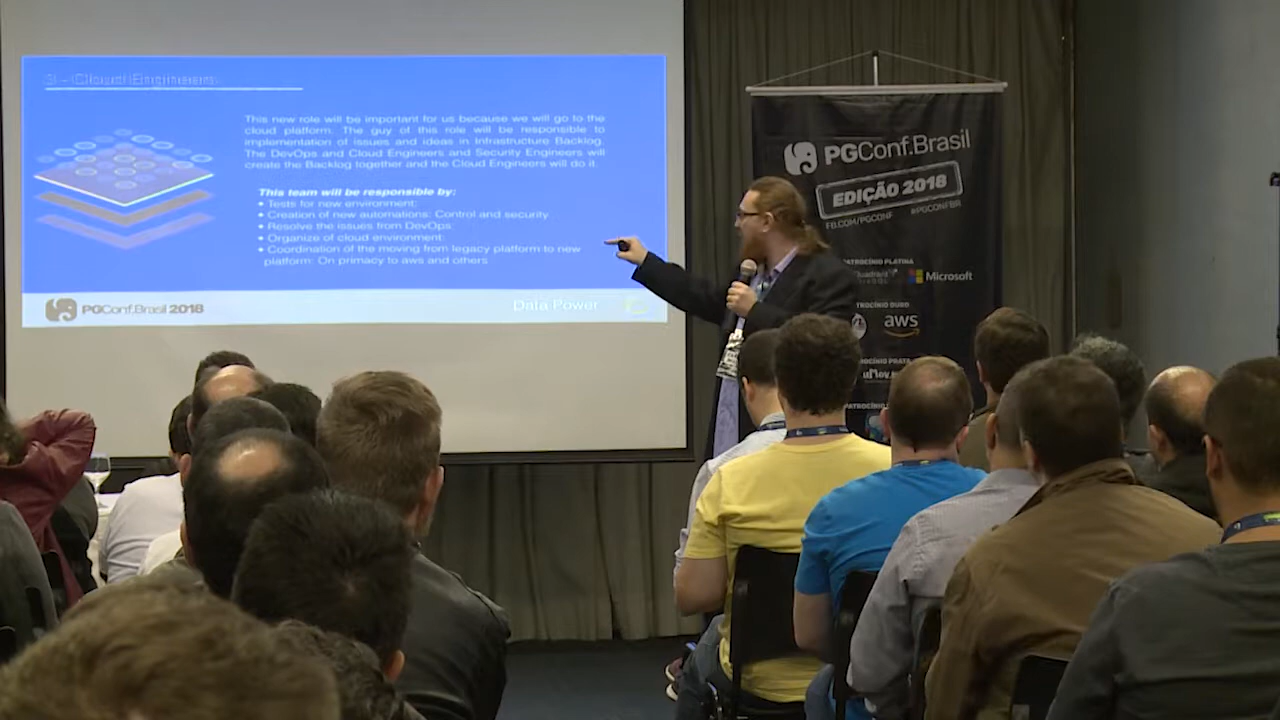 3 - Cloud Engineers
This new role will be important for us because we will go to the
cloud platform. The guy of this role will be responsible to
implementation of issues and ideas in Infrastructure Backlog.
The DevOps and Cloud Engineers and Security Engineers will
create the Backlog together and the Cloud Engineers will do it.
This team will be responsible by:
• Tests for new environment;
• Creation of new automations: Control and security
• Resolve the issues from DevOps
• Organize of cloud environment;
• Coordination of the moving from legacy platform to new
platform: On primacy to aws and others
PGConf.Brasil 2018
Data Power
PGConf.Brasil
EDIÇÃO 2018
FB.COM/PGCONF #PGCONFBR
PATROCÍNIO PLATINA
Microsoft
TROCÍNIO OURO
aws
ROCÍNIO PRATA
PATROCÍNIO